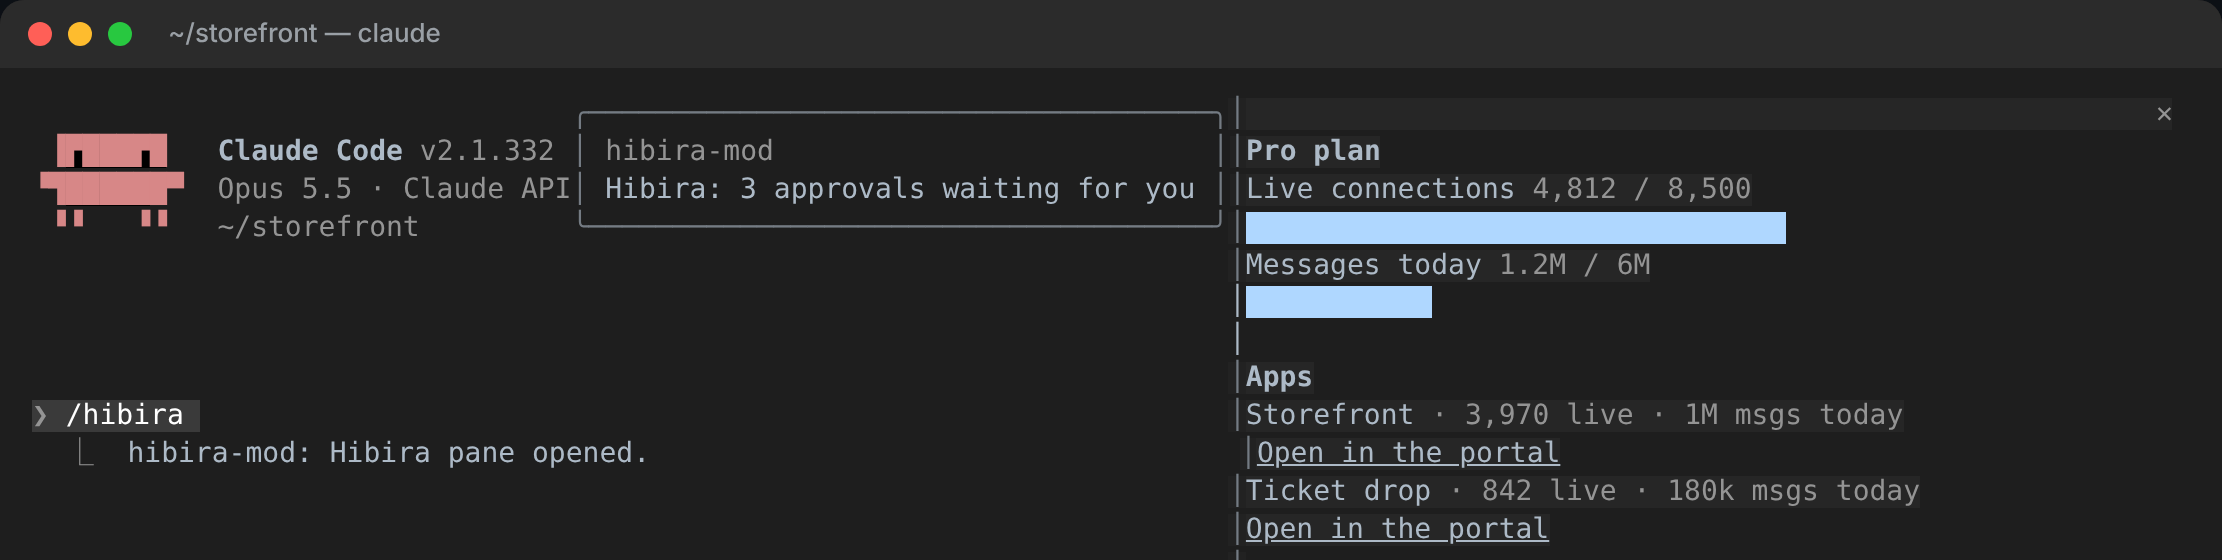 ~/storefront — claude
Claude Code v2.1.332
Opus 5.5 · Claude API
~/storefront
hibira-mod
Hibira: 3 approvals waiting for you
❯ /hibira
⎿ hibira-mod: Hibira pane opened.
×
Pro plan
Live connections 4,812 / 8,500
Messages today 1.2M / 6M
Apps
Storefront · 3,970 live · 1M msgs today
Open in the portal
Ticket drop · 842 live · 180k msgs today
Open in the portal